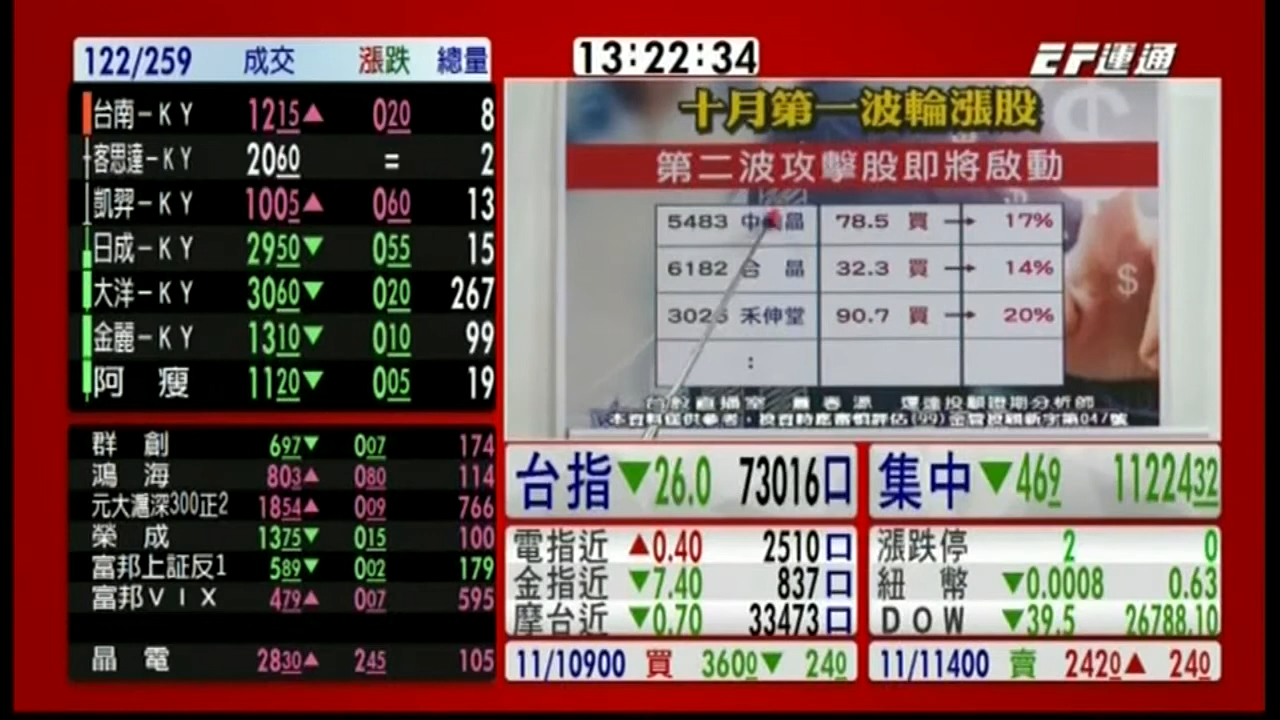 122/259 成交 漲跌 總量
台南-KY 1215▲ 020 8
客思達-KY 2060 = 2
凱羿-KY 1005▲ 060 13
日成-KY 2950▼ 055 15
大洋-KY 3060▼ 020 267
金麗-KY 1310▼ 010 99
阿瘦 1120▼ 005 19
群創 697▼ 007 174
鴻海 803▲ 080 114
元大滬深300正2 1854▲ 009 766
榮成 1375▼ 015 100
富邦上証反1 589▼ 002 179
富邦VIX 479▲ 007 595
晶電 2830▲ 245 105
13:22:34
運通
十月第一波輪漲股
第二波攻擊股即將啟動
5483 中 晶 78.5 買→ 17%
6182 合晶 32.3 買→ 14%
302 禾伸堂 90.7 買→ 20%
:
台指▼26.0 73016口
電指近 ▲0.40 2510口
金指近 ▼7.40 837口
摩台近 ▼0.70 33473口
11/10900 買 3600▼ 240
集中▼469 1122432
漲跌停 2 0
紐幣 ▼0.0008 0.63
DOW ▼39.5 26788.10
11/11400 賣 2420▲ 240